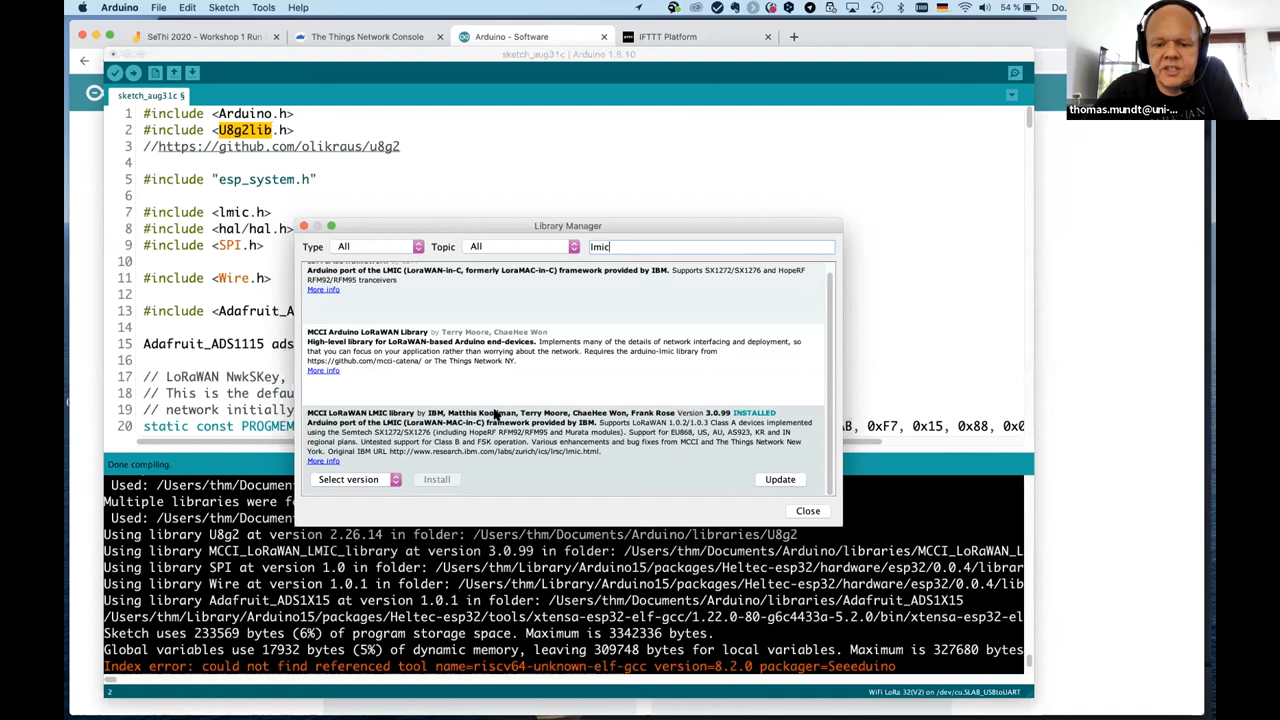 Arduino File Edit Sketch Tools Help
54 % Do.
SeThi 2020 – Workshop 1 Run
The Things Network Console
Arduino - Software
IFTTT Platform
sketch_aug31c | Arduino 1.8.10
thomas.mundt@uni-...
sketch_aug31c §
1 #include <Arduino.h>
2 #include <U8g2lib.h>
3 //https://github.com/olikraus/u8g2
4
5 #include "esp_system.h"
6
7 #include <lmic.h>
8 #include <hal/hal.h>
9 #include <SPI.h>
10
11 #include <Wire.h>
12
13 #include <Adafruit_A
14
15 Adafruit_ADS1115 ads
16
17 // LoRaWAN NwkSKey,
18 // This is the defau
19 // network initially
20 static const PROGMEM
AB, 0xF7, 0x15, 0x88, 0x0
Library Manager
Type All Topic All lmic
Arduino port of the LMIC (LoraWAN-in-C, formerly LoraMAC-in-C) framework provided by IBM. Supports SX1272/SX1276 and HopeRF
RFM92/RFM95 tranceivers
More info
MCCI Arduino LoRaWAN Library by Terry Moore, ChaeHee Won
High-level library for LoRaWAN-based Arduino end-devices. Implements many of the details of network interfacing and deployment, so
that you can focus on your application rather than worrying about the network. Requires the arduino-lmic library from
https://github.com/mcci-catena/ or The Things Network NY.
More info
MCCI LoRaWAN LMIC library by IBM, Matthis Kooijman, Terry Moore, ChaeHee Won, Frank Rose Version 3.0.99 INSTALLED
Arduino port of the LMIC (LoraWAN-MAC-in-C) framework provided by IBM. Supports LoRaWAN 1.0.2/1.0.3 Class A devices implemented
using the Semtech SX1272/SX1276 (including HopeRF RFM92/RFM95 and Murata modules). Support for EU868, US, AU, AS923, KR and IN
regional plans. Untested support for Class B and FSK operation. Various enhancements and bug fixes from MCCI and The Things Network New
York. Original IBM URL http://www.research.ibm.com/labs/zurich/ics/lrsc/lmic.html.
More info
Select version Install Update
Close
Done compiling.
Used: /Users/thm/Document
Multiple libraries were f
Used: /Users/thm/Document
Using library U8g2 at version 2.26.14 in folder: /Users/thm/Documents/Arduino/libraries/U8g2
Using library MCCI_LoRaWAN_LMIC_library at version 3.0.99 in folder: /Users/thm/Documents/Arduino/libraries/MCCI_LoRaWAN_L
Using library SPI at version 1.0 in folder: /Users/thm/Library/Arduino15/packages/Heltec-esp32/hardware/esp32/0.0.4/lib
Using library Wire at version 1.0.1 in folder: /Users/thm/Library/Arduino15/packages/Heltec-esp32/hardware/esp32/0.0.4/lib
Using library Adafruit_ADS1X15 at version 1.0.1 in folder: /Users/thm/Documents/Arduino/libraries/Adafruit_ADS1X15
/Users/thm/Library/Arduino15/packages/Heltec-esp32/tools/xtensa-esp32-elf-gcc/1.22.0-80-g6c4433a-5.2.0/bin/xtensa-esp32-el
Sketch uses 233569 bytes (6%) of program storage space. Maximum is 3342336 bytes.
Global variables use 17932 bytes (5%) of dynamic memory, leaving 309748 bytes for local variables. Maximum is 327680 bytes
Index error: could not find referenced tool name=riscv64-unknown-elf-gcc version=8.2.0 packager=Seeeduino
2 WiFi LoRa 32(V2) on /dev/cu.SLAB_USBtoUART